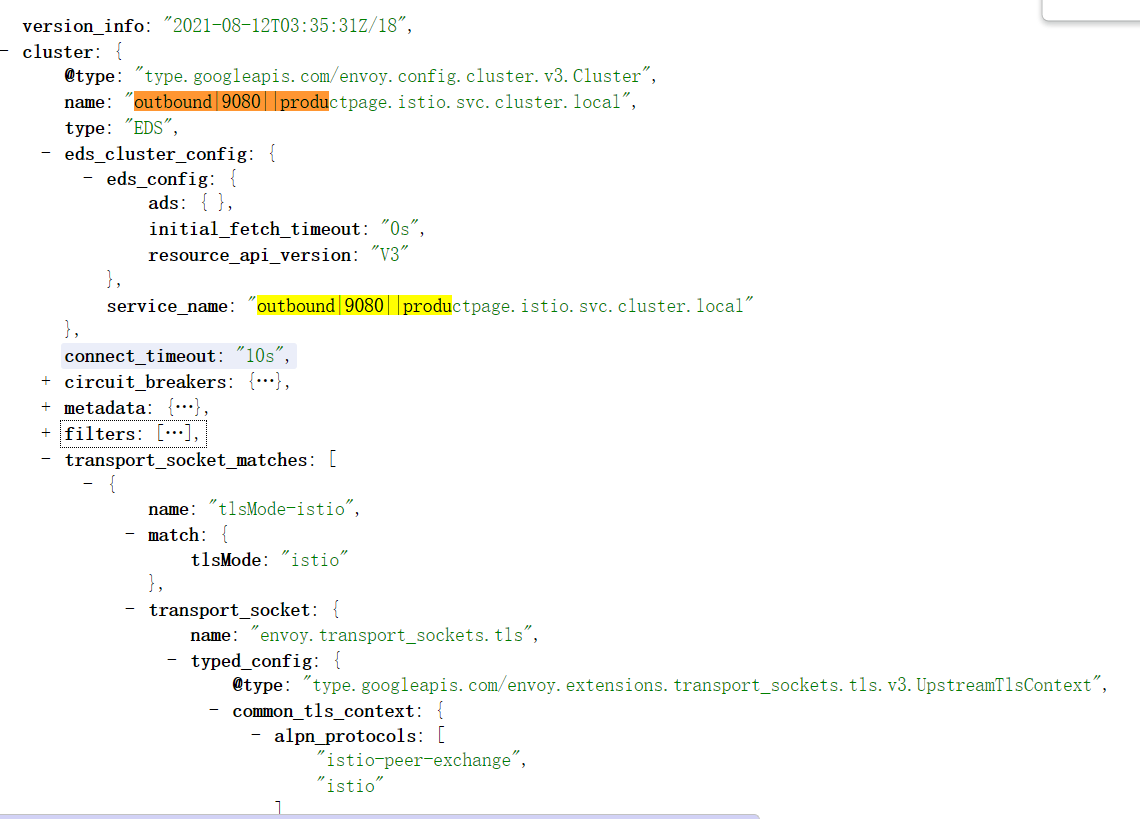 version_info: "2021-08-12T03:35:31Z/18",
- cluster: {
@type: "type.googleapis.com/envoy.config.cluster.v3.Cluster",
name: "outbound|9080||productpage.istio.svc.cluster.local",
type: "EDS",
- eds_cluster_config: {
- eds_config: {
ads: { },
initial_fetch_timeout: "0s",
resource_api_version: "V3"
},
service_name: "outbound|9080||productpage.istio.svc.cluster.local"
},
connect_timeout: "10s",
+ circuit_breakers: {…},
+ metadata: {…},
+ filters: […],
- transport_socket_matches: [
- {
name: "tlsMode-istio",
- match: {
tlsMode: "istio"
},
- transport_socket: {
name: "envoy.transport_sockets.tls",
- typed_config: {
@type: "type.googleapis.com/envoy.extensions.transport_sockets.tls.v3.UpstreamTlsContext",
- common_tls_context: {
- alpn_protocols: [
"istio-peer-exchange",
"istio"
]